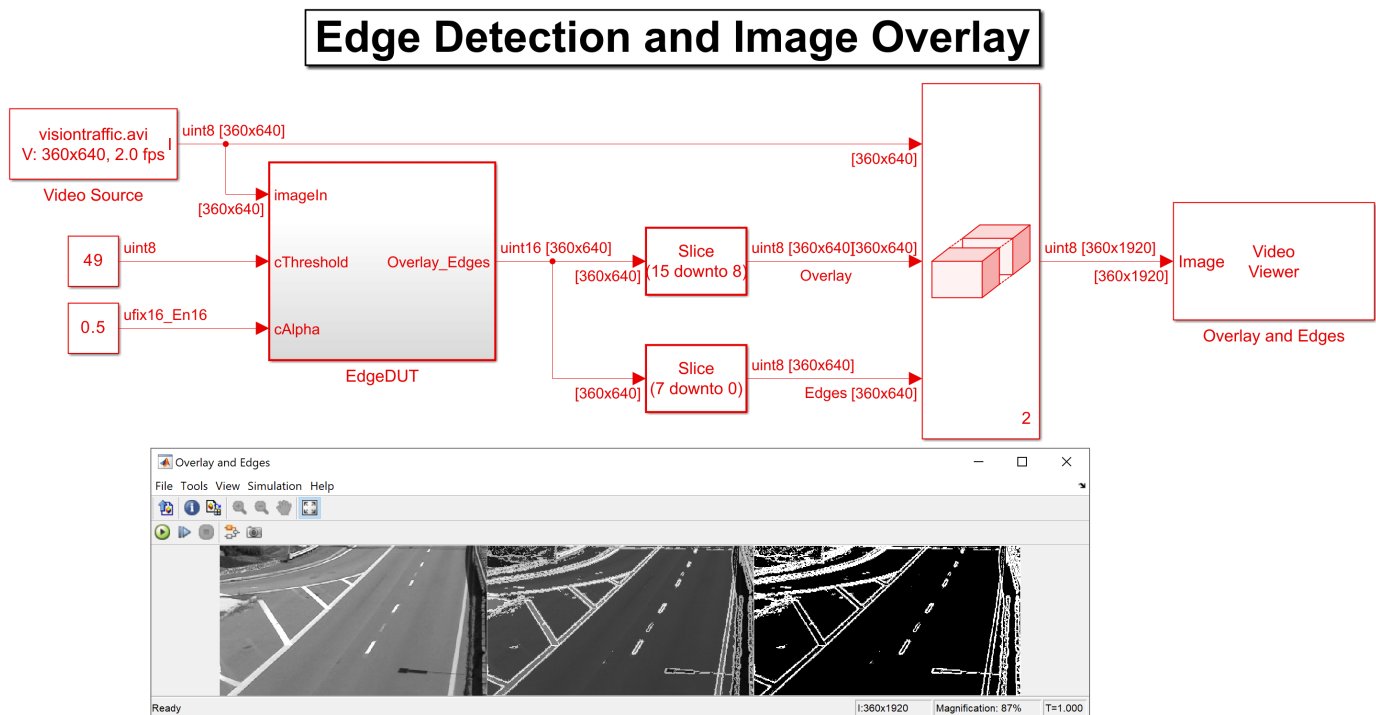 Edge Detection and Image Overlay
visiontraffic.avi
V: 360x640, 2.0 fps
I
Video Source
uint8 [360x640]
[360x640]
[360x640]
imageIn
cThreshold
cAlpha
Overlay_Edges
EdgeDUT
49
uint8
0.5
ufix16_En16
uint16 [360x640]
[360x640]
Slice
(15 downto 8)
uint8 [360x640]
[360x640]
Overlay
[360x640]
Slice
(7 downto 0)
uint8 [360x640]
Edges
[360x640]
2
uint8 [360x1920]
[360x1920]
Image
Video
Viewer
Overlay and Edges
Overlay and Edges
File Tools View Simulation Help
Ready
I:360x1920
Magnification: 87%
T=1.000